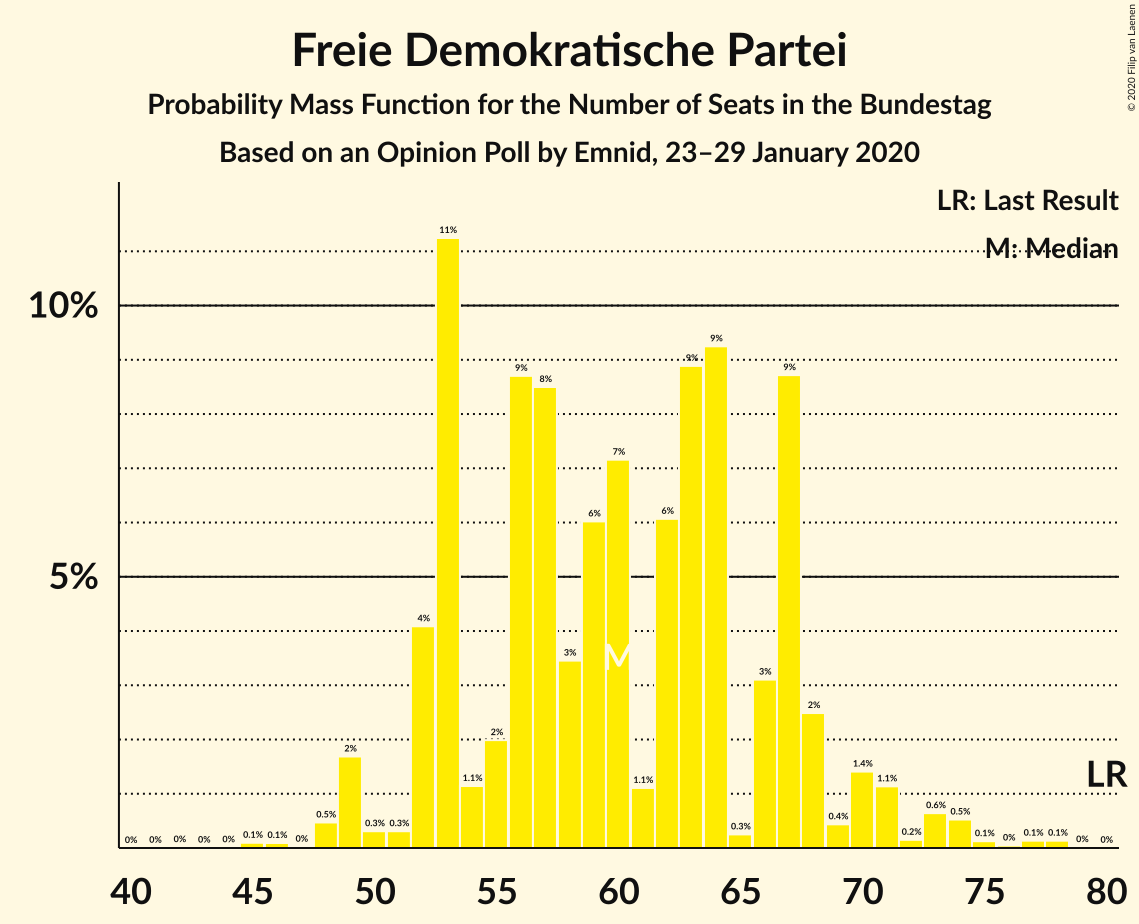 © 2020 Filip van Laenen
Freie Demokratische Partei
Probability Mass Function for the Number of Seats in the Bundestag
Based on an Opinion Poll by Emnid, 23–29 January 2020
LR: Last Result
M: Median
10%
5%
0% 0% 0% 0% 0% 0.1% 0.1% 0% 0.5% 2% 0.3% 0.3% 4% 11% 1.1% 2% 9% 8% 3% 6% 7% 1.1% 6% 9% 9% 0.3% 3% 9% 2% 0.4% 1.4% 1.1% 0.2% 0.6% 0.5% 0.1% 0% 0.1% 0.1% 0% 0%
M
LR
40 45 50 55 60 65 70 75 80